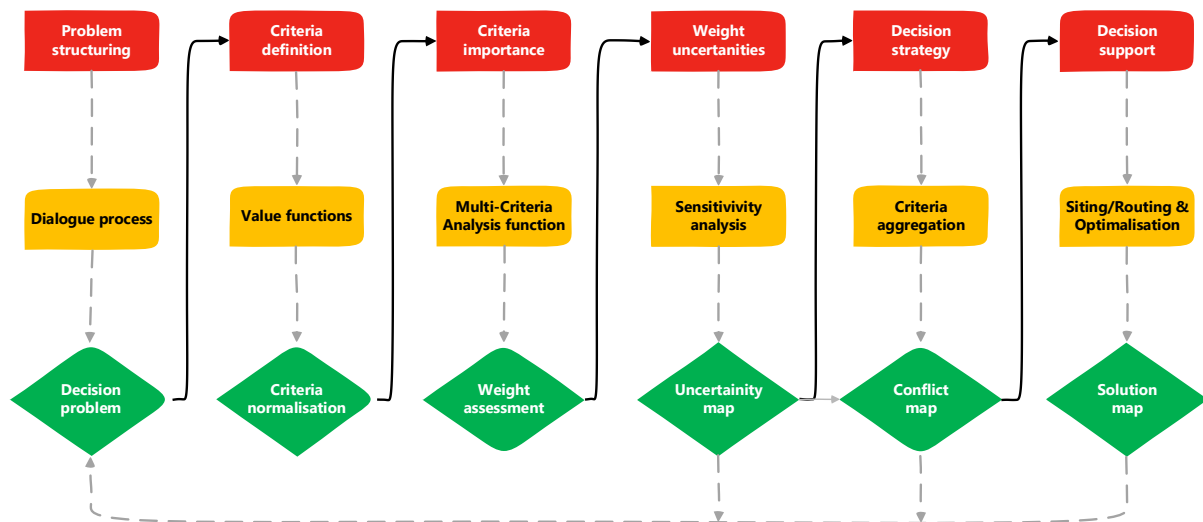 Problem
structuring
Criteria
definition
Criteria
importance
Weight
uncertanities
Decision
strategy
Decision
support
Dialogue process
Value functions
Multi-Criteria
Analysis function
Sensitivivity
analysis
Criteria
aggregation
Siting/Routing &
Optimalisation
Decision
problem
Criteria
normalisation
Weight
assessment
Uncertainity
map
Conflict
map
Solution
map